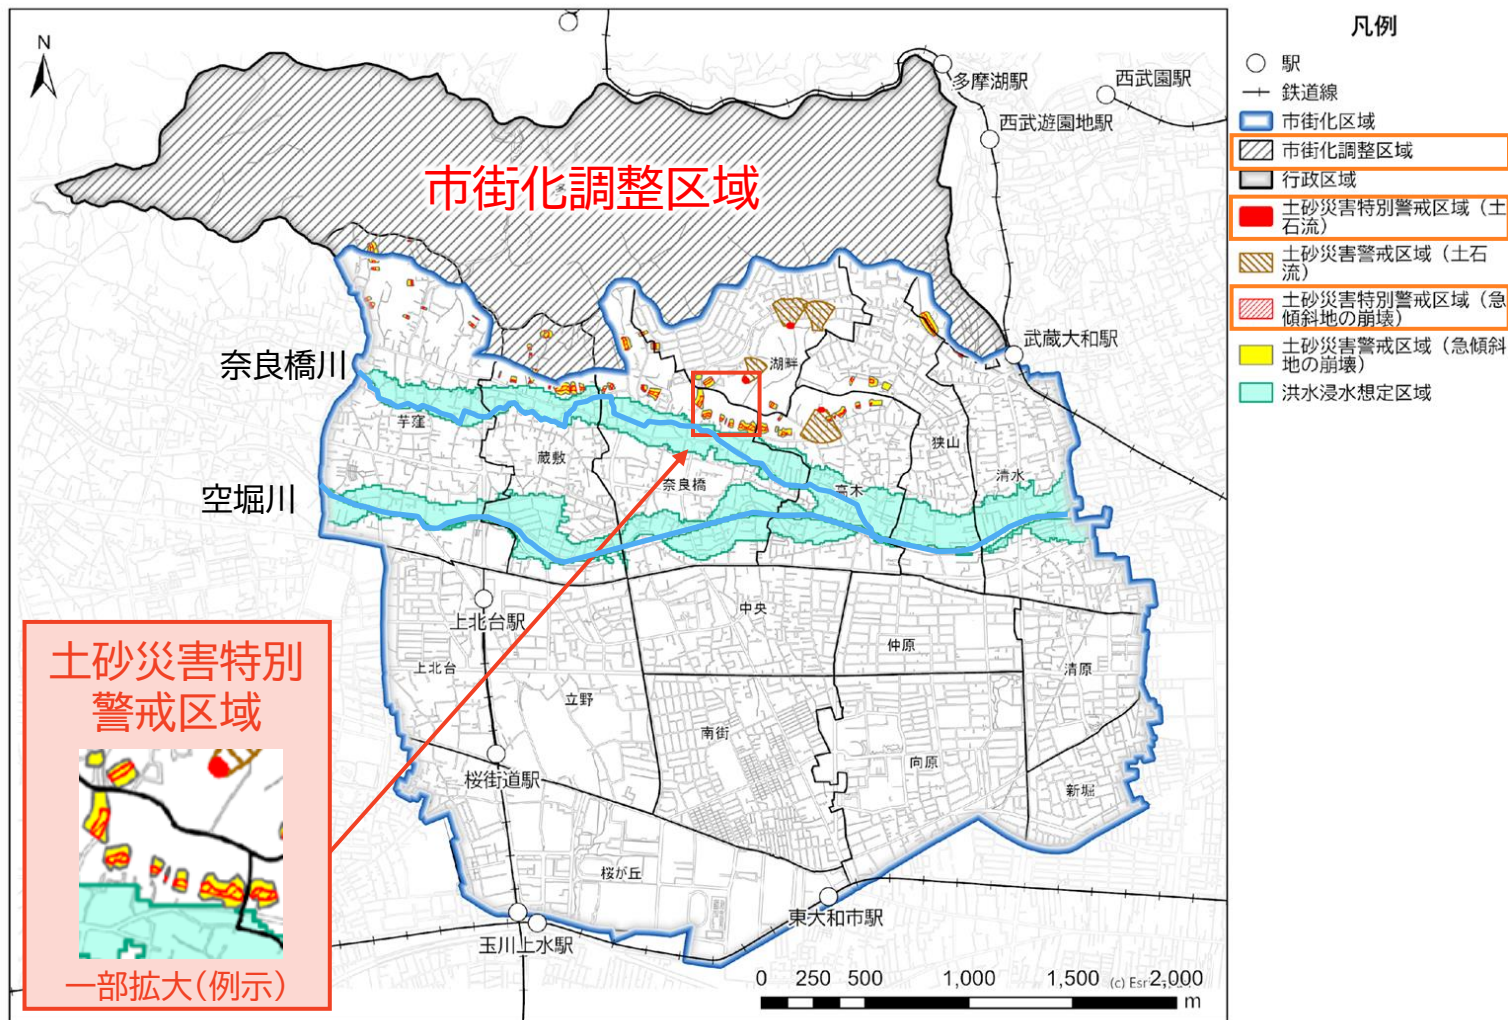 N
多摩湖駅
西武園駅
西武遊園地駅
市街化調整区域
武蔵大和駅
奈良橋川
湖畔
芋窪
蔵敷
奈良橋
高木
狭山
清水
空堀川
上北台駅
上北台
中央
仲原
清原
立野
南街
向原
新堀
桜街道駅
桜が丘
東大和市駅
玉川上水駅
土砂災害特別
警戒区域
一部拡大(例示)
0 250 500 1,000 1,500 2,000
m
(c) Esr
凡例
駅
鉄道線
市街化区域
市街化調整区域
行政区域
土砂災害特別警戒区域（土
石流）
土砂災害警戒区域（土石
流）
土砂災害特別警戒区域（急
傾斜地の崩壊）
土砂災害警戒区域（急傾斜
地の崩壊）
洪水浸水想定区域